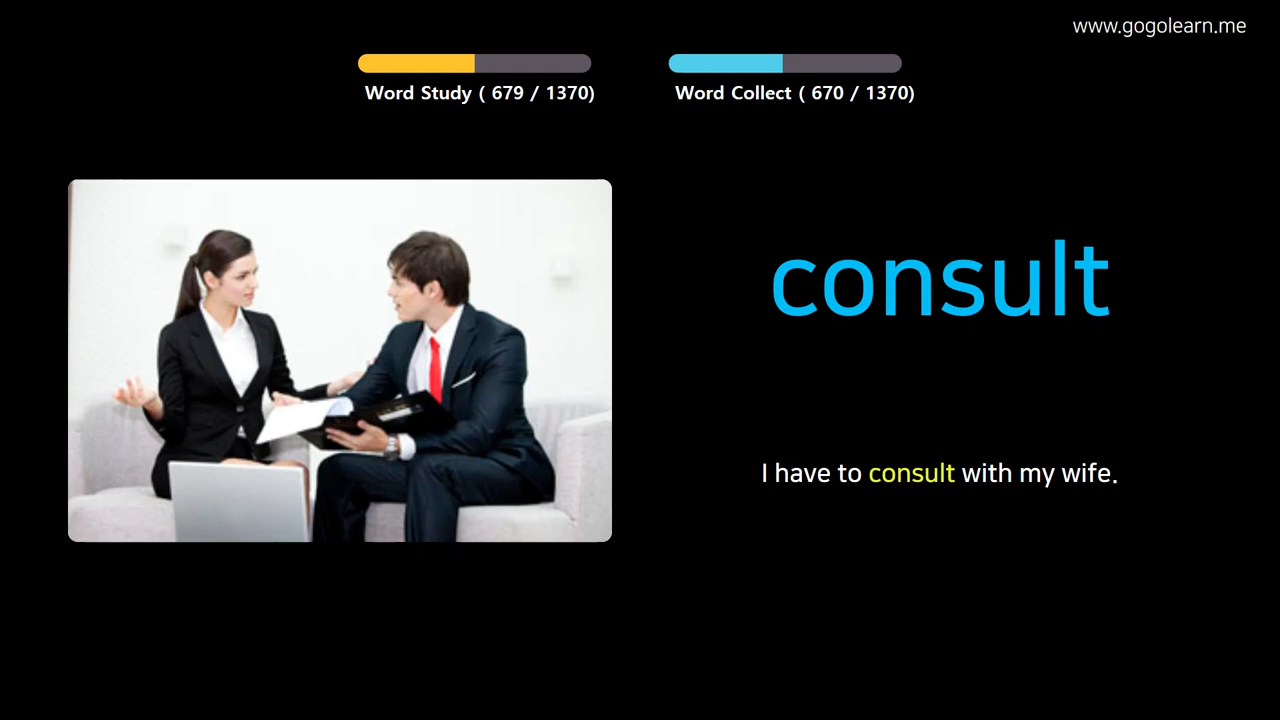 www.gogolearn.me
Word Study ( 679 / 1370)
Word Collect ( 670 / 1370)
consult
I have to consult with my wife.